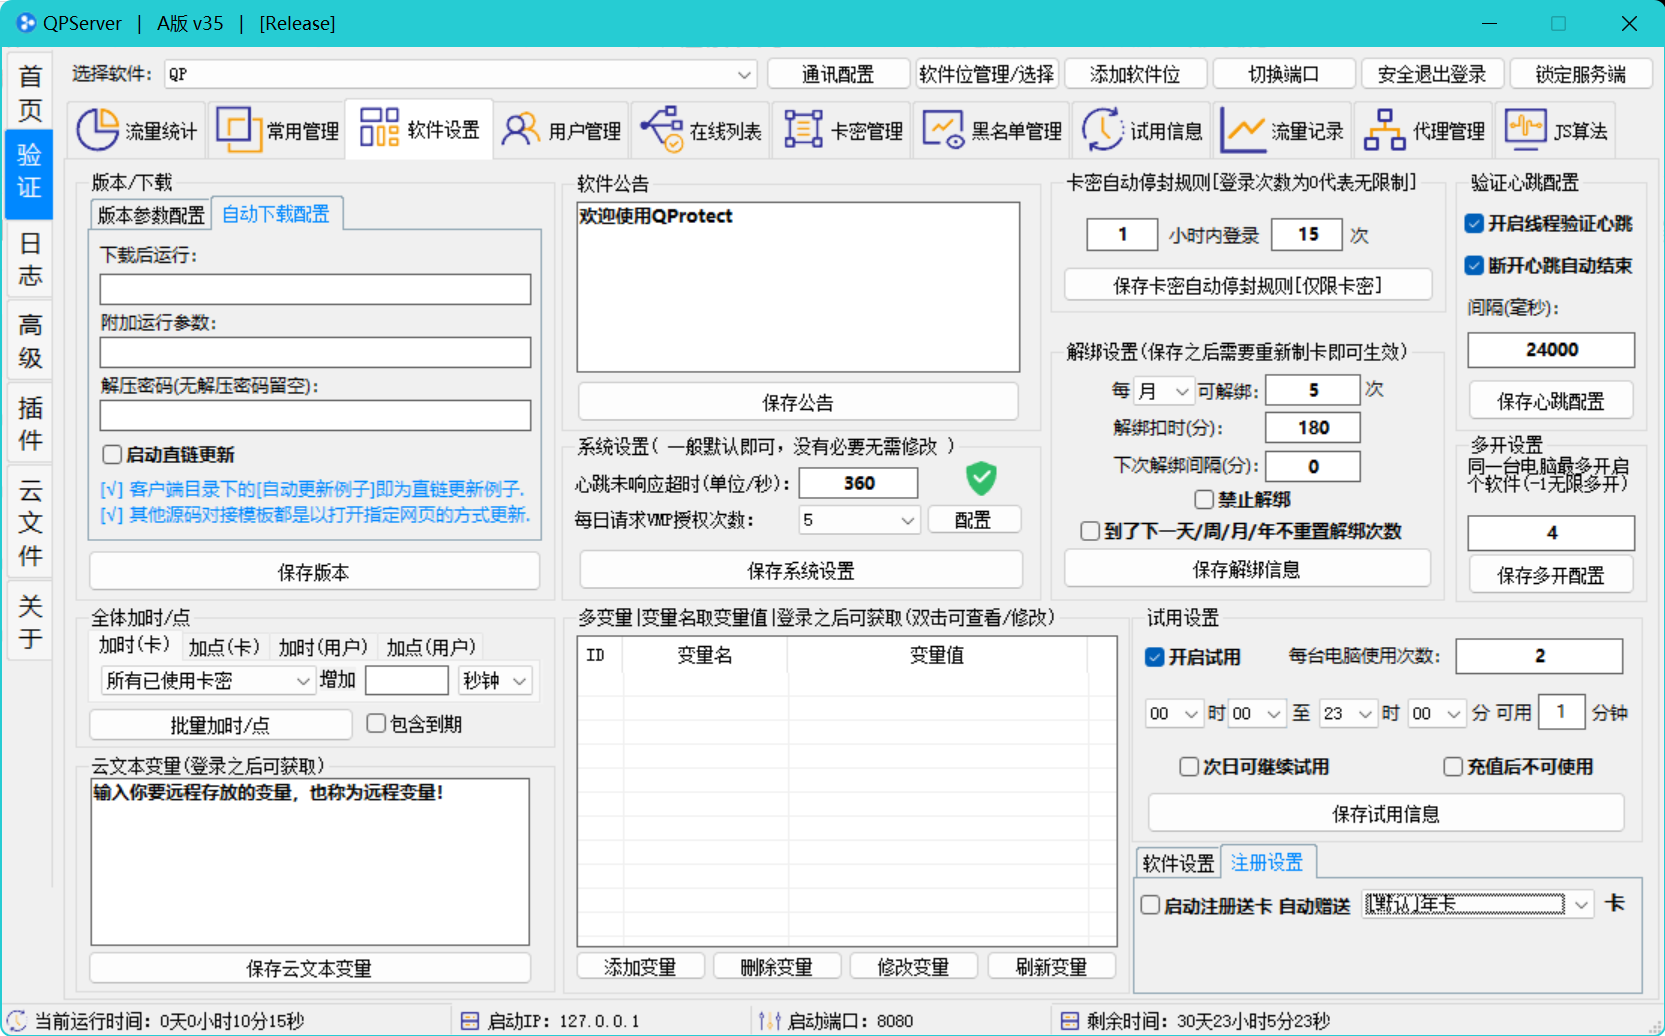 QPServer | A版 v35 | [Release]
首页
验证
日志
高级
插件
云文件
关于
选择软件: QP
通讯配置 软件位管理/选择 添加软件位 切换端口 安全退出登录 锁定服务端
流量统计 常用管理 软件设置 用户管理 在线列表 卡密管理 黑名单管理 试用信息 流量记录 代理管理 JS算法
版本/下载
版本参数配置 自动下载配置
下载后运行:
附加运行参数:
解压密码(无解压密码留空):
启动直链更新
[√] 客户端目录下的[自动更新例子]即为直链更新例子.
[√] 其他源码对接模板都是以打开指定网页的方式更新.
保存版本
全体加时/点
加时(卡) 加点(卡) 加时(用户) 加点(用户)
所有已使用卡密 增加 秒钟
批量加时/点 包含到期
云文本变量(登录之后可获取)
输入你要远程存放的变量，也称为远程变量!
保存云文本变量
软件公告
欢迎使用QProtect
保存公告
系统设置( 一般默认即可，没有必要无需修改 )
心跳未响应超时(单位/秒): 360
每日请求VMP授权次数: 5 配置
保存系统设置
多变量|变量名取变量值|登录之后可获取(双击可查看/修改)
ID 变量名 变量值
添加变量 删除变量 修改变量 刷新变量
卡密自动停封规则[登录次数为0代表无限制]
1 小时内登录 15 次
保存卡密自动停封规则[仅限卡密]
解绑设置(保存之后需要重新制卡即可生效)
每 月 可解绑: 5 次
解绑扣时(分): 180
下次解绑间隔(分): 0
禁止解绑
到了下一天/周/月/年不重置解绑次数
保存解绑信息
验证心跳配置
开启线程验证心跳
断开心跳自动结束
间隔(毫秒):
24000
保存心跳配置
多开设置
同一台电脑最多开启
个软件(-1无限多开)
4
保存多开配置
试用设置
开启试用 每台电脑使用次数: 2
00 时 00 至 23 时 00 分 可用 1 分钟
次日可继续试用 充值后不可使用
保存试用信息
软件设置 注册设置
启动注册送卡 自动赠送 [默认]年卡 卡
当前运行时间: 0天0小时10分15秒 启动IP: 127.0.0.1 启动端口: 8080 剩余时间: 30天23小时5分23秒